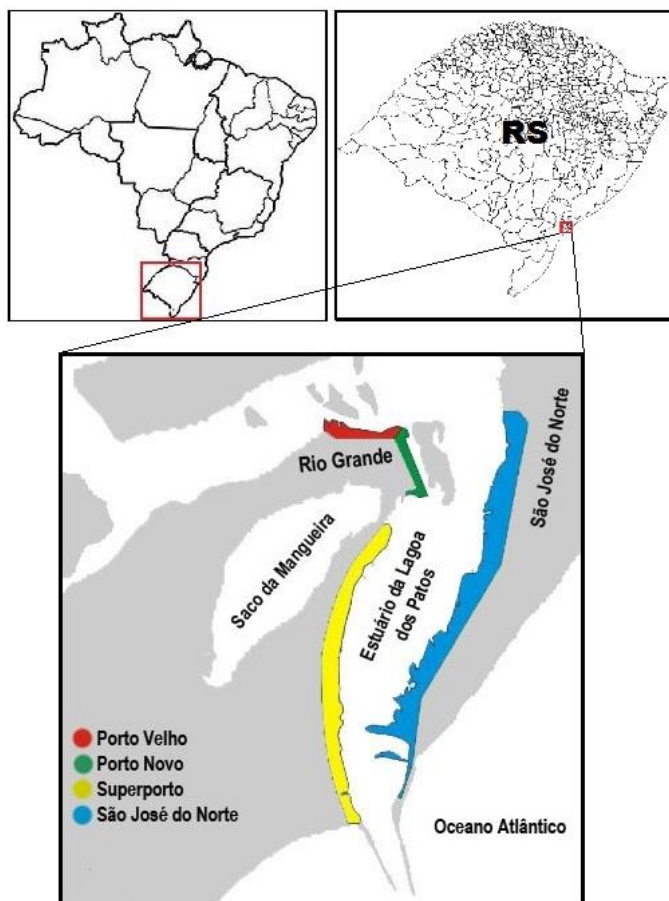 RS
Rio Grande
São José do Norte
Saco da Mangueira
Estuário da Lagoa
dos Patos
Porto Velho
Porto Novo
Superporto
São José do Norte
Oceano Atlântico